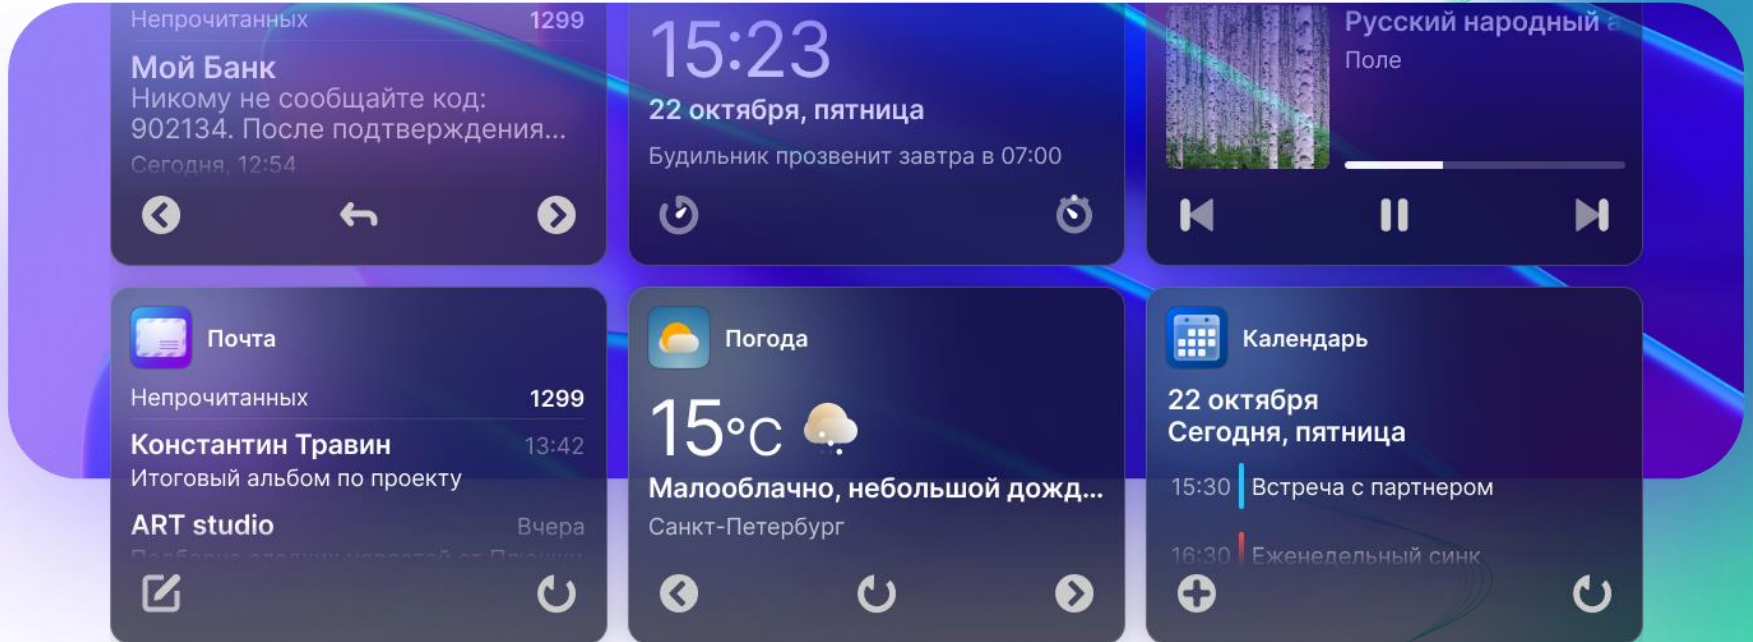 Непрочитанных 1299
Мой Банк
Никому не сообщайте код:
902134. После подтверждения...
Сегодня, 12:54
15:23
22 октября, пятница
Будильник прозвенит завтра в 07:00
Русский народный
Поле
Почта
Непрочитанных 1299
Константин Травин 13:42
Итоговый альбом по проекту
ART studio Вчера
Погода
15°C
Малооблачно, небольшой дожд...
Санкт-Петербург
Календарь
22 октября
Сегодня, пятница
15:30 Встреча с партнером
16:30 Еженедельный синк